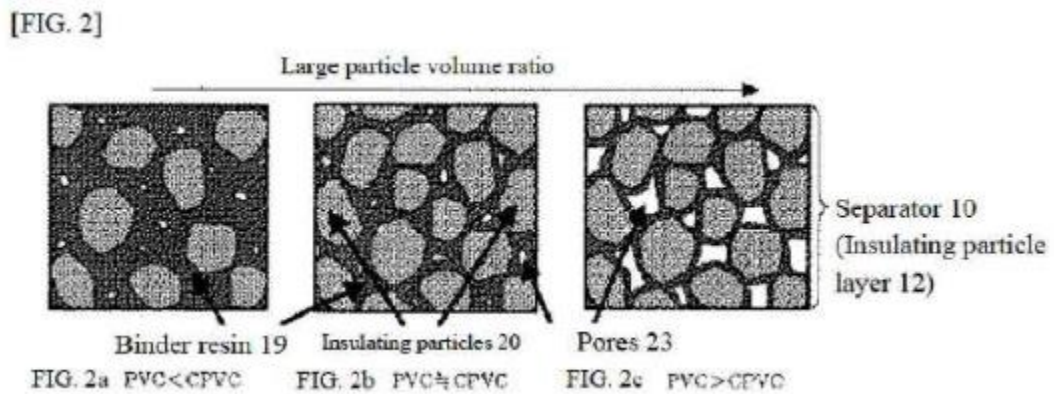 [FIG. 2]
Large particle volume ratio
Separator 10
(Insulating particle
layer 12)
Binder resin 19
Insulating particles 20
Pores 23
FIG. 2a PVC<CPVC
FIG. 2b PVC≒CPVC
FIG. 2c PVC>CPVC